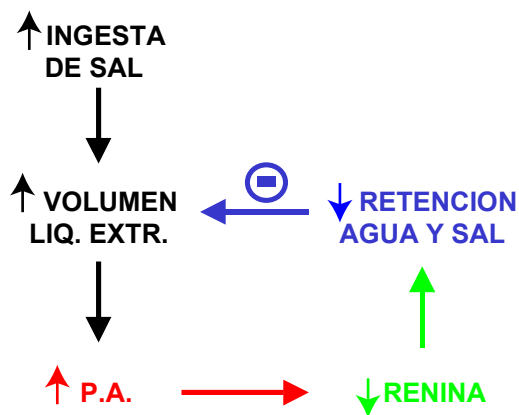 INGESTA
DE SAL
VOLUMEN
LIQ. EXTR.
RETENCION
AGUA Y SAL
P.A.
RENINA